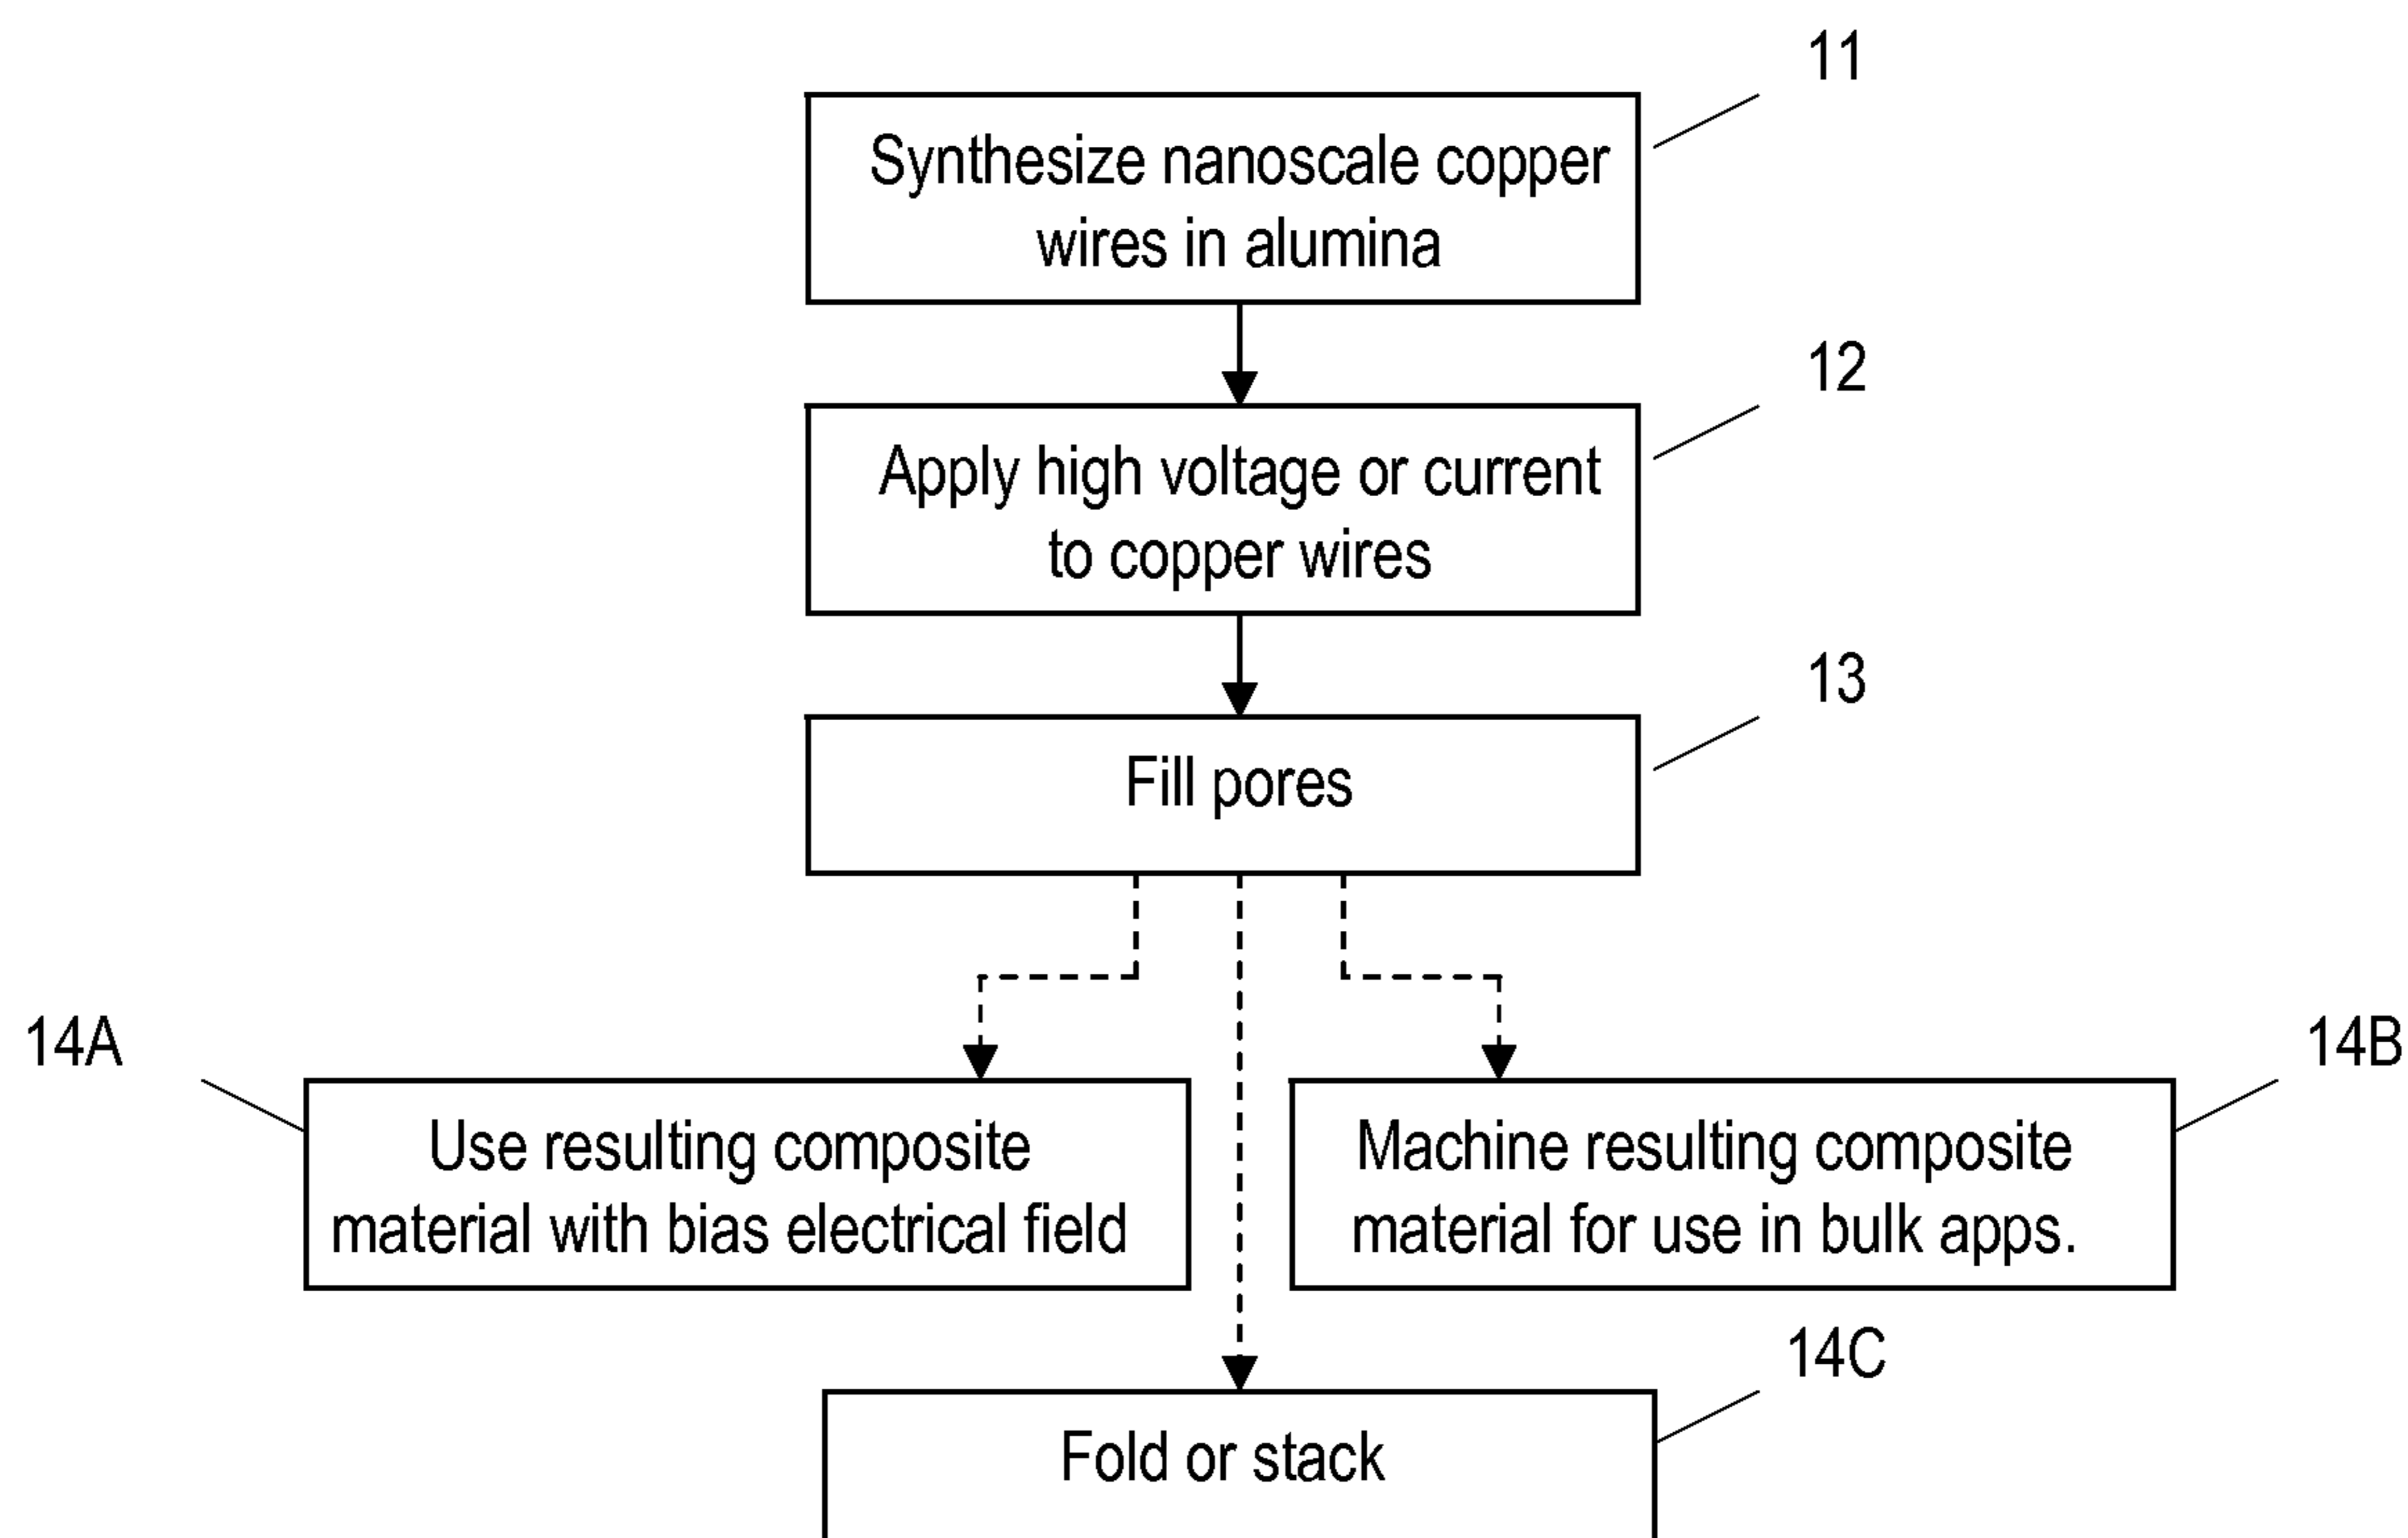 11
Synthesize nanoscale copper
wires in alumina
12
Apply high voltage or current
to copper wires
13
Fill pores
14A
14B
Use resulting composite
material with bias electrical field
Machine resulting composite
material for use in bulk apps.
14C
Fold or stack